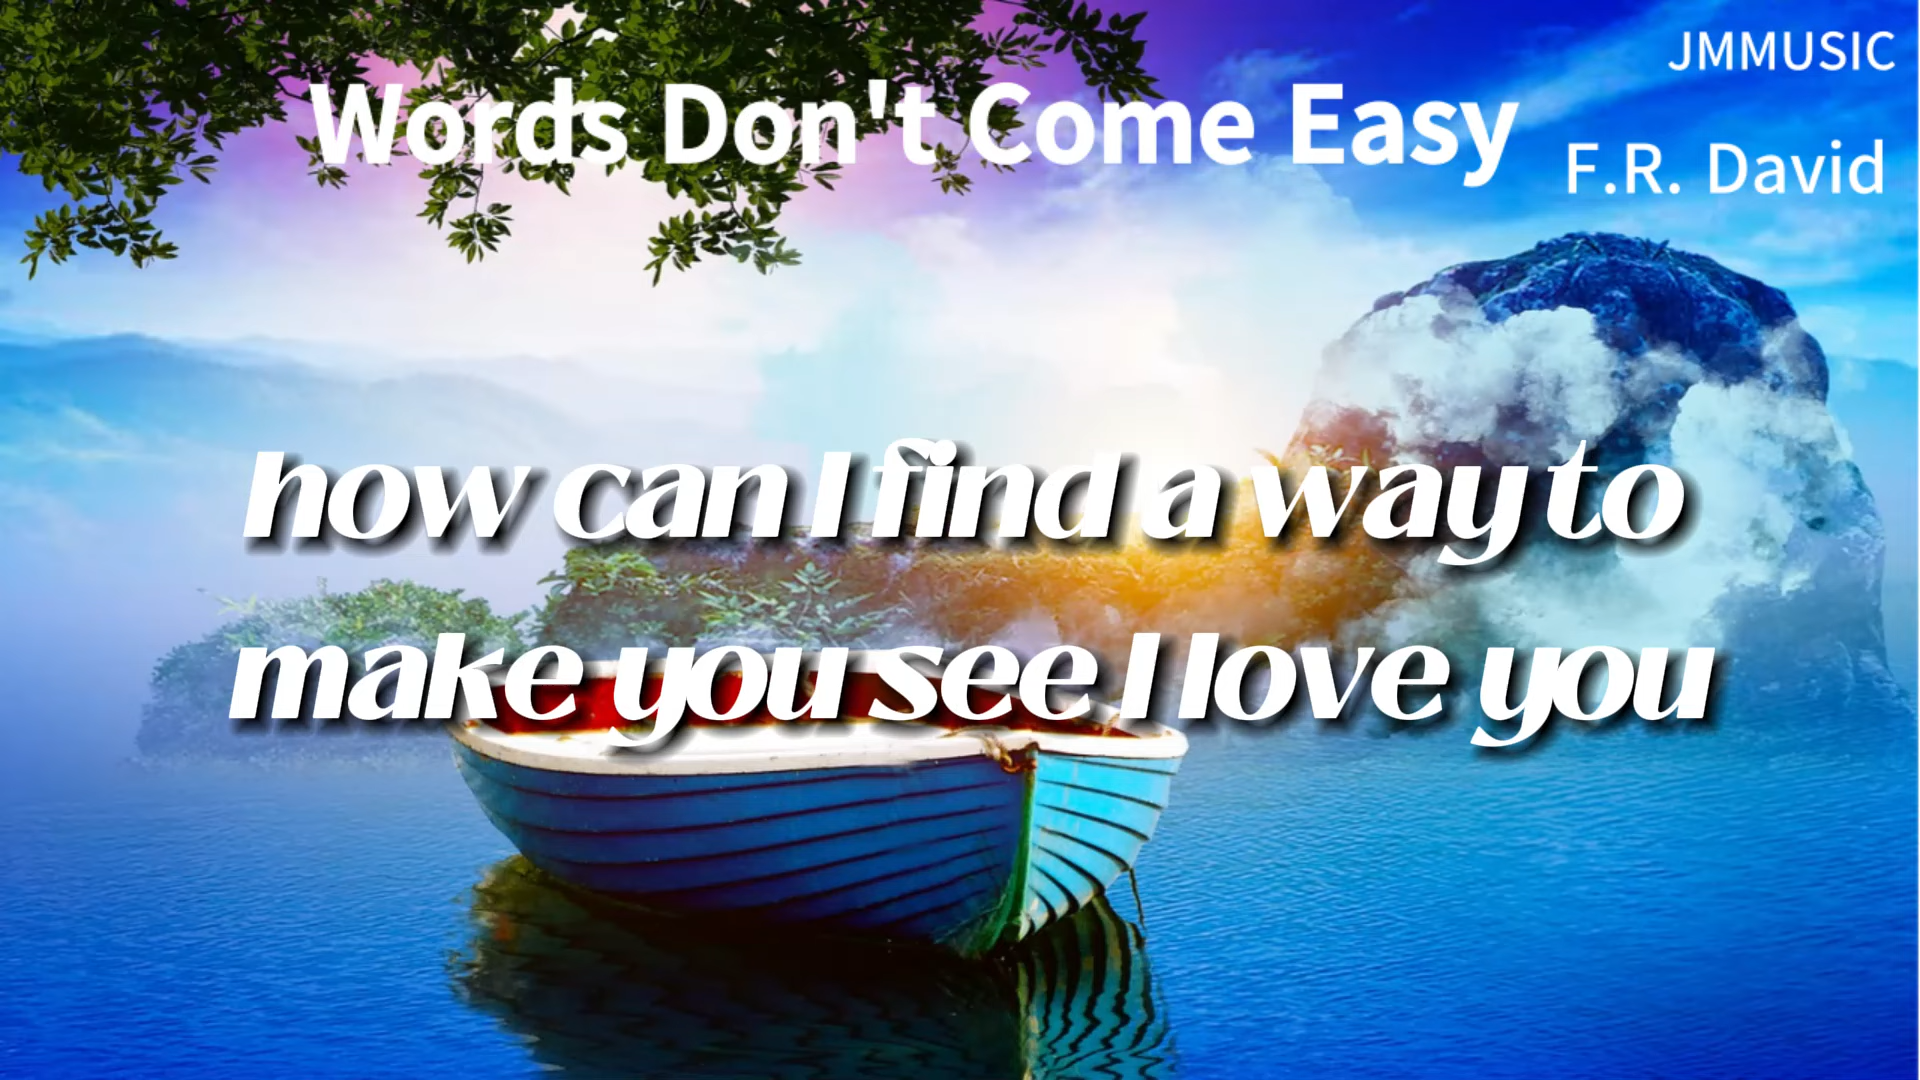 JMMUSIC
Words Don't Come Easy
F.R. David
how can I find a way to
make you see I love you